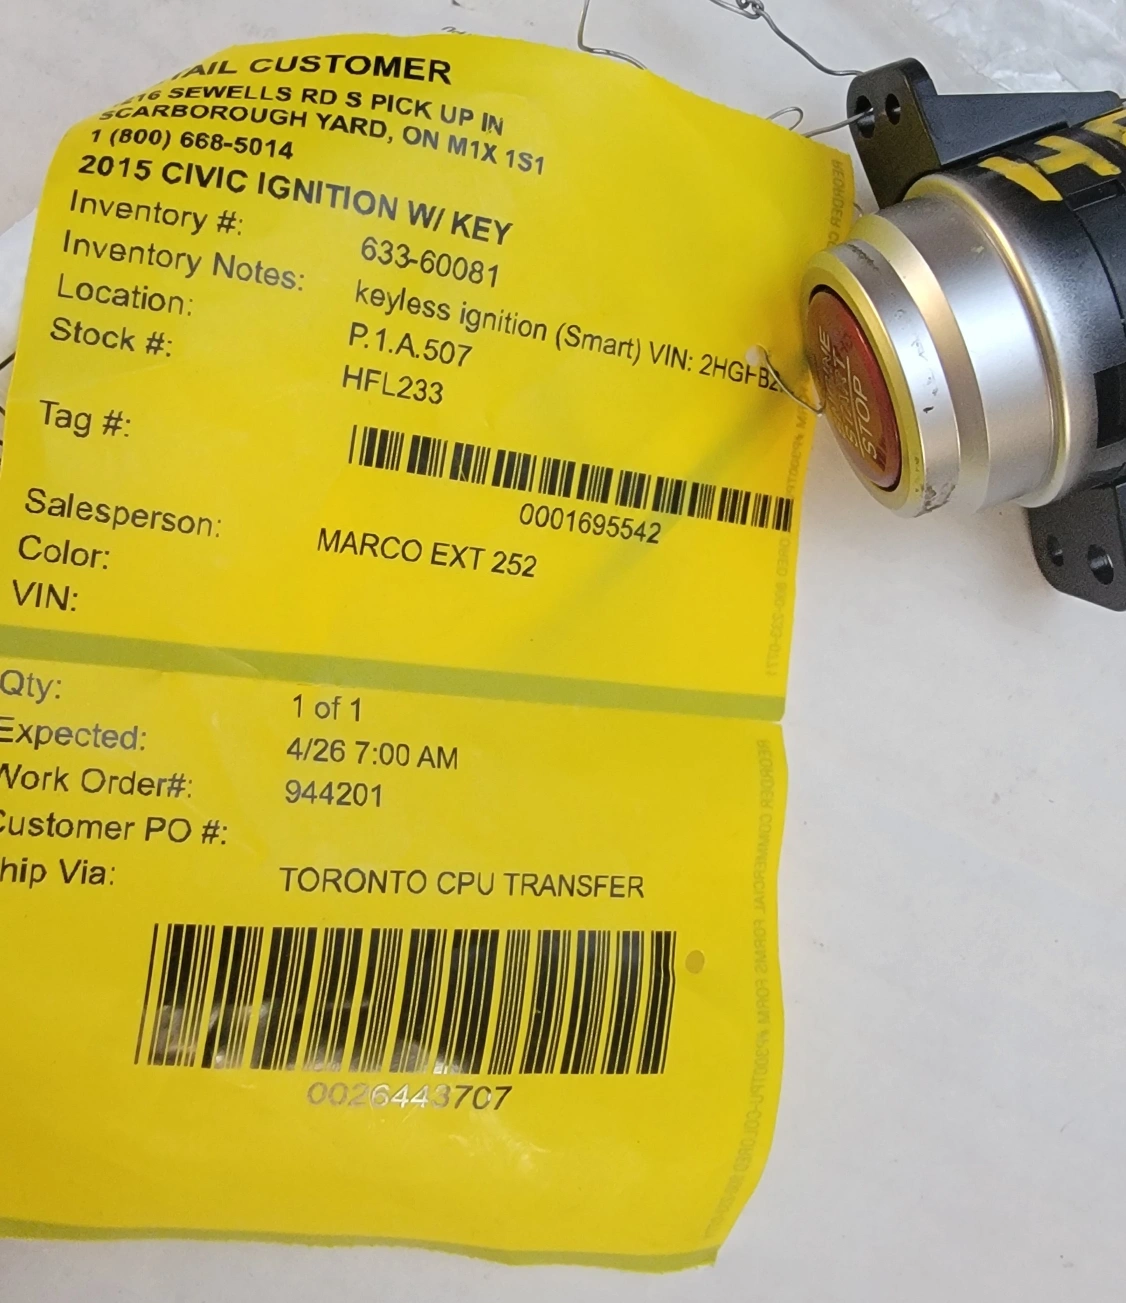 AIL CUSTOMER
16 SEWELLS RD S PICK UP IN
SCARBOROUGH YARD, ON M1X 1S1
1 (800) 668-5014
2015 CIVIC IGNITION W/ KEY
Inventory #: 633-60081
Inventory Notes: keyless ignition (Smart) VIN: 2HGFB2
Location: P.1.A.507
Stock #: HFL233
Tag #:
0001695542
Salesperson: MARCO EXT 252
Color:
VIN:
Qty: 1 of 1
Expected: 4/26 7:00 AM
Work Order#: 944201
Customer PO #:
hip Via: TORONTO CPU TRANSFER
0026443707
ENGINE
START
STOP